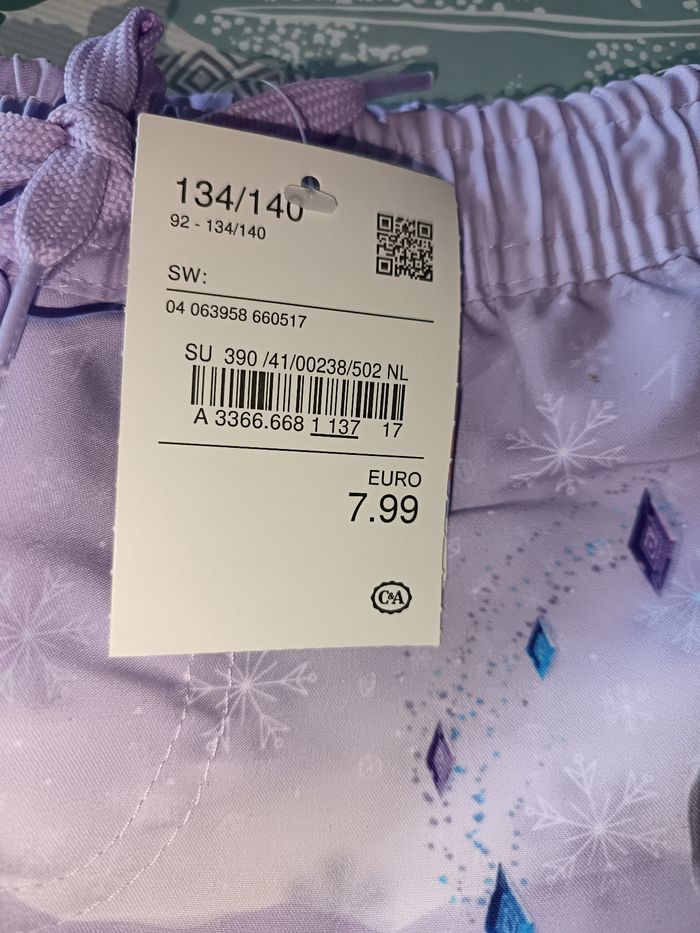 134/140
92 - 134/140
SW:
04 063958 660517
SU 390 /41/00238/502 NL
A 3366.668 1 137 17
EURO
7.99
C&A